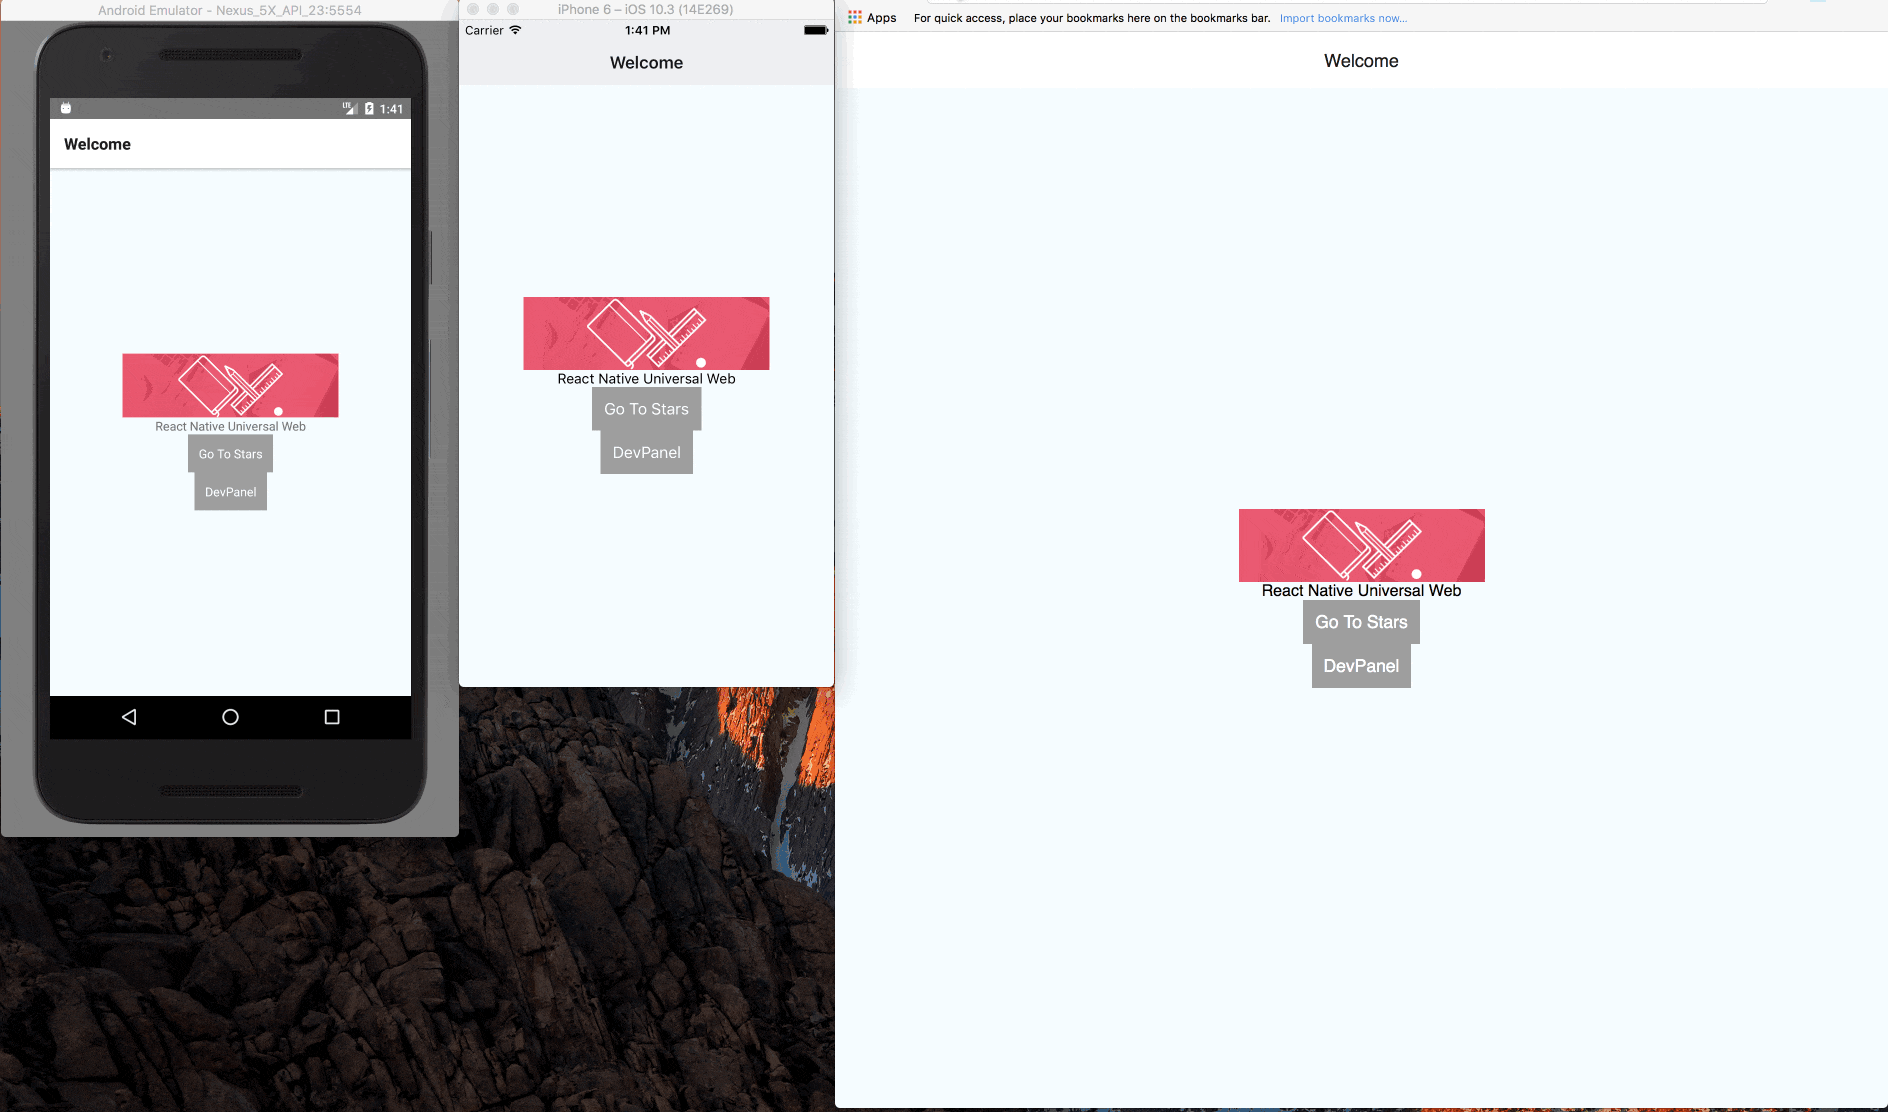 Android Emulator - Nexus_5X_API_23:5554
LTE 1:41
Welcome
React Native Universal Web
Go To Stars
DevPanel
iPhone 6 – iOS 10.3 (14E269)
Carrier 1:41 PM
Welcome
React Native Universal Web
Go To Stars
DevPanel
Apps For quick access, place your bookmarks here on the bookmarks bar. Import bookmarks now...
Welcome
React Native Universal Web
Go To Stars
DevPanel